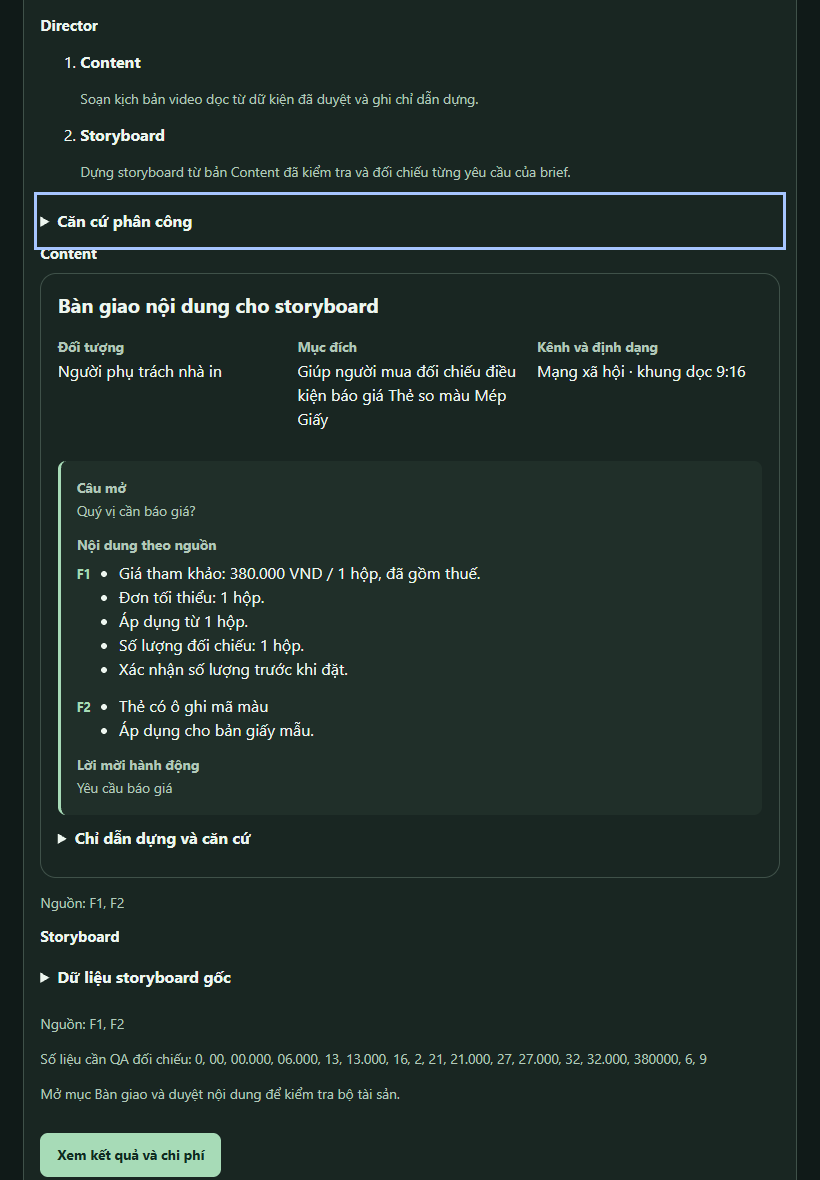 Director
1. Content
Soạn kịch bản video dọc từ dữ kiện đã duyệt và ghi chỉ dẫn dựng.
2. Storyboard
Dựng storyboard từ bản Content đã kiểm tra và đối chiếu từng yêu cầu của brief.
Căn cứ phân công
Content
Bàn giao nội dung cho storyboard
Đối tượng
Người phụ trách nhà in
Mục đích
Giúp người mua đối chiếu điều
kiện báo giá Thẻ so màu Mép
Giấy
Kênh và định dạng
Mạng xã hội · khung dọc 9:16
Câu mở
Quý vị cần báo giá?
Nội dung theo nguồn
F1 • Giá tham khảo: 380.000 VND / 1 hộp, đã gồm thuế.
• Đơn tối thiểu: 1 hộp.
• Áp dụng từ 1 hộp.
• Số lượng đối chiếu: 1 hộp.
• Xác nhận số lượng trước khi đặt.
F2 • Thẻ có ô ghi mã màu
• Áp dụng cho bản giấy mẫu.
Lời mời hành động
Yêu cầu báo giá
Chỉ dẫn dựng và căn cứ
Nguồn: F1, F2
Storyboard
Dữ liệu storyboard gốc
Nguồn: F1, F2
Số liệu cần QA đối chiếu: 0, 00, 00.000, 06.000, 13, 13.000, 16, 2, 21, 21.000, 27, 27.000, 32, 32.000, 380000, 6, 9
Mở mục Bàn giao và duyệt nội dung để kiểm tra bộ tài sản.
Xem kết quả và chi phí